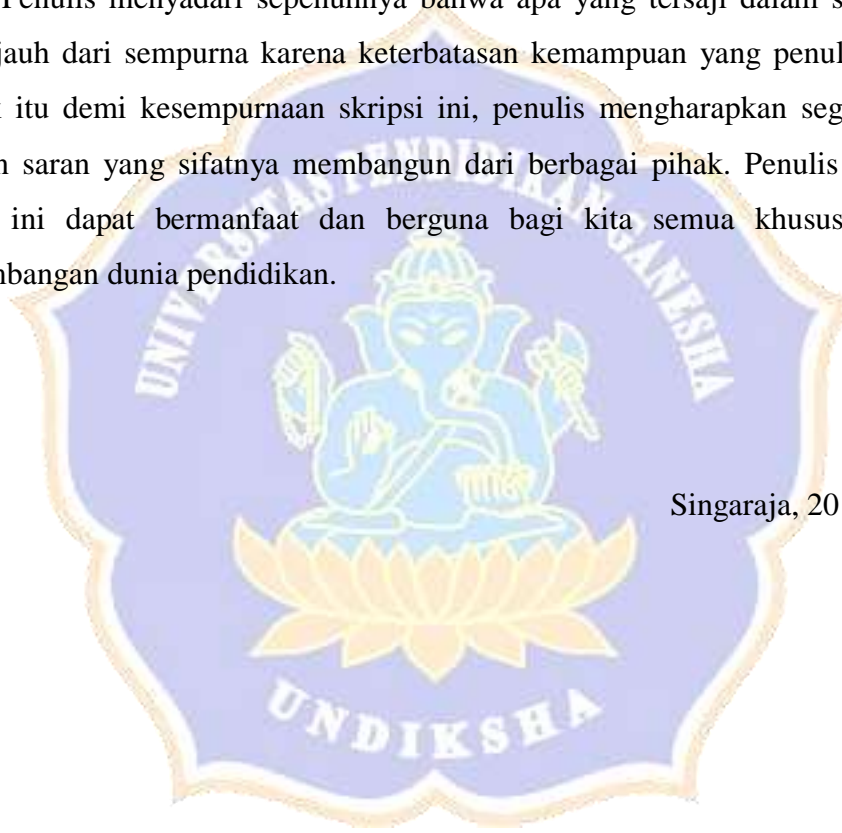 Penulis menyadari sepenuhnya bahwa apa yang tersaji dalam s
jauh dari sempurna karena keterbatasan kemampuan yang penul
itu demi kesempurnaan skripsi ini, penulis mengharapkan seg
saran yang sifatnya membangun dari berbagai pihak. Penulis
ini dapat bermanfaat dan berguna bagi kita semua khusus
mbangan dunia pendidikan.
UNIVERSITAS PENDIDIKAN GANESHA
Singaraja, 20
UNDIKSHA